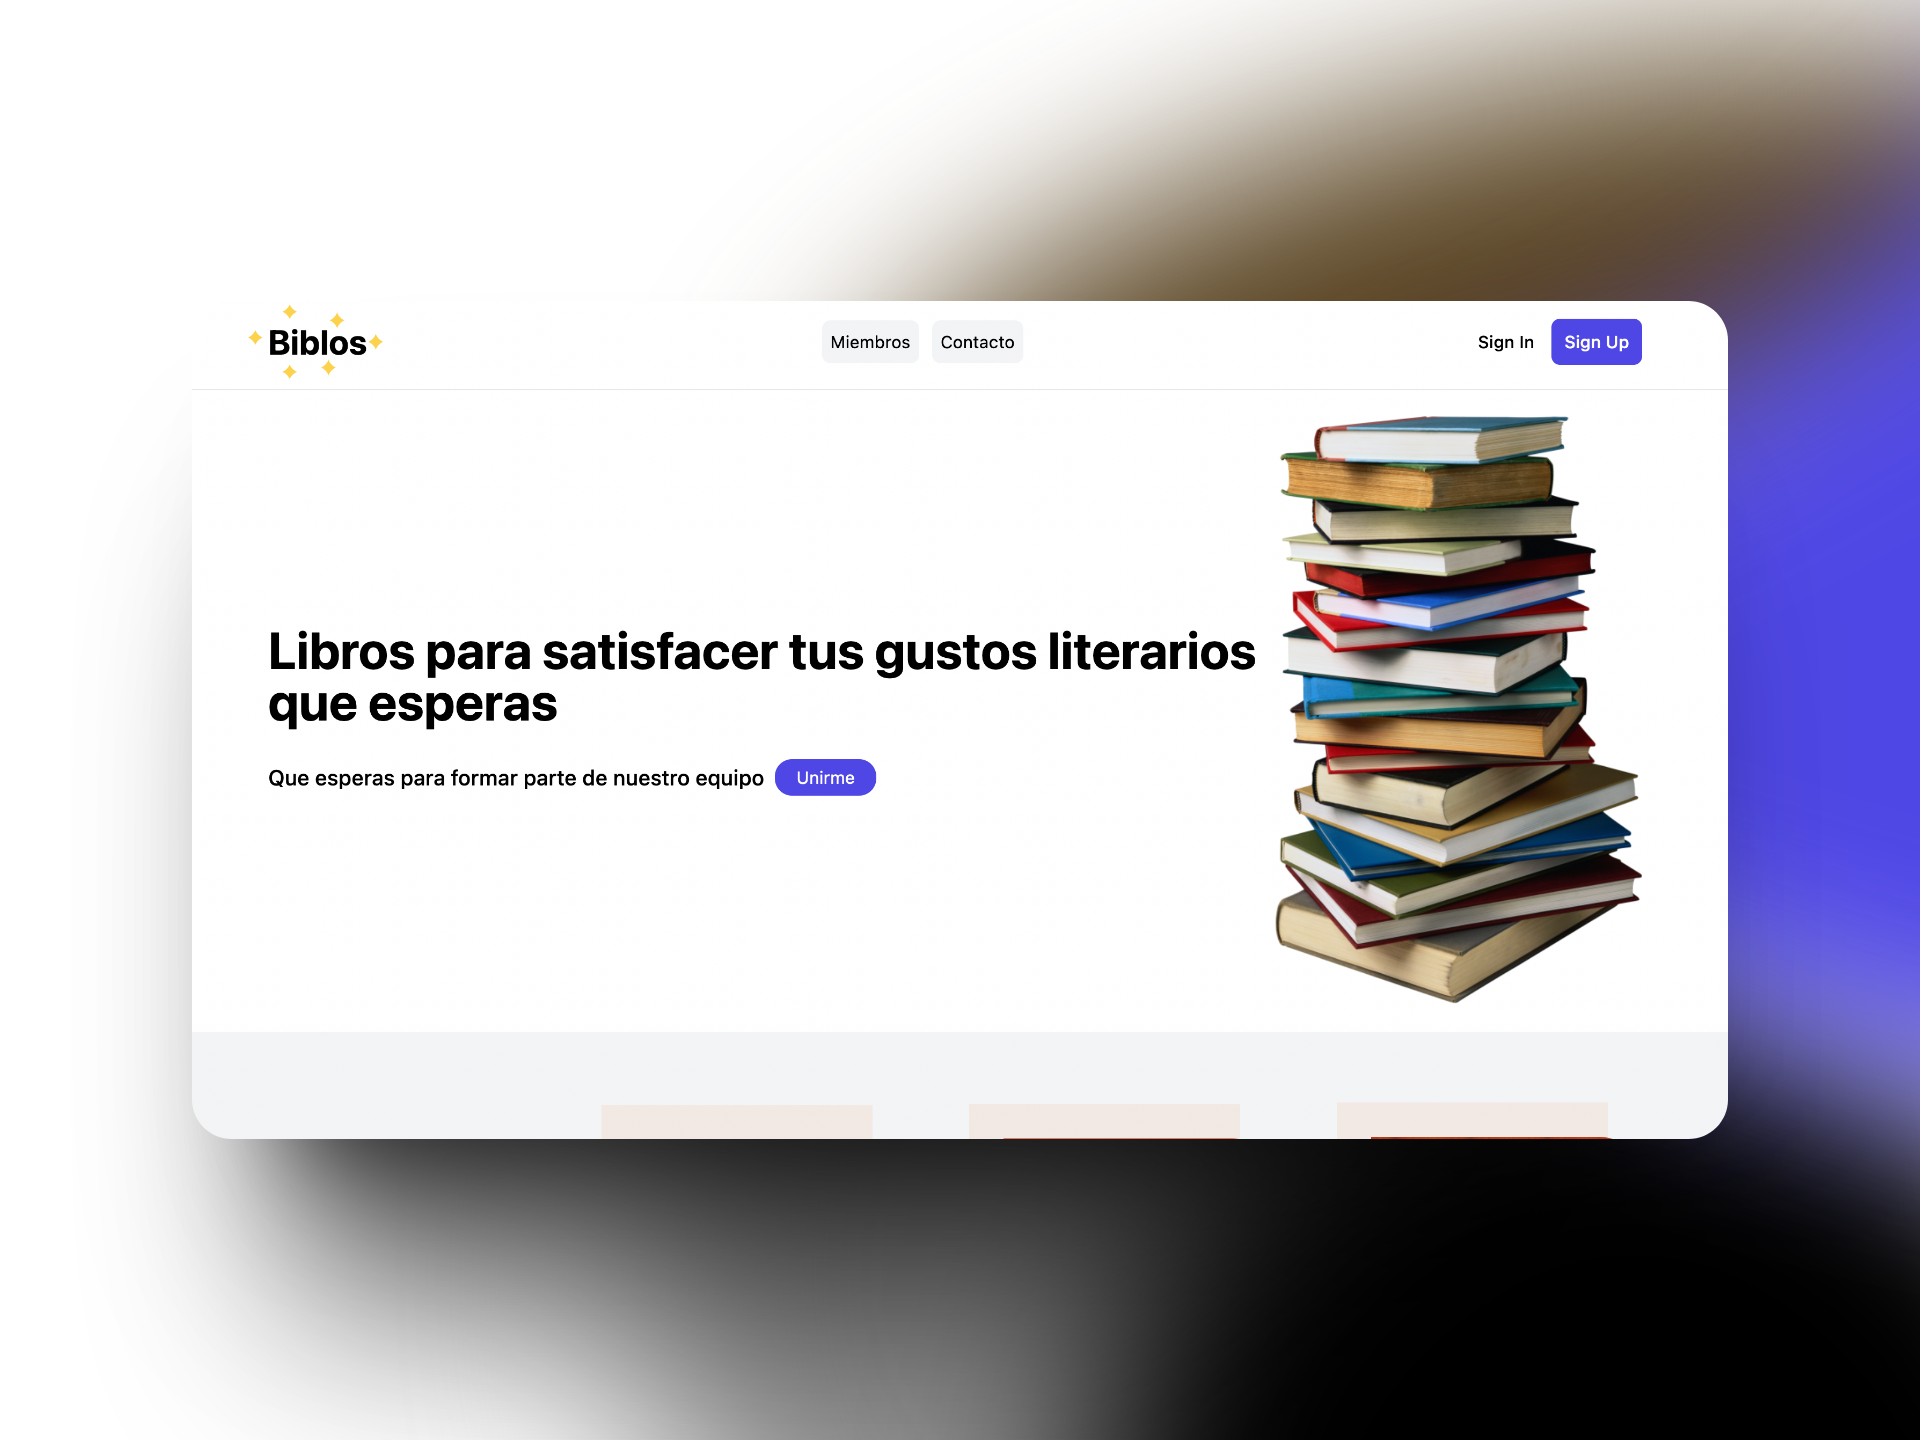 Biblos
Miembros
Contacto
Sign In
Sign Up
Libros para satisfacer tus gustos literarios
que esperas
Que esperas para formar parte de nuestro equipo
Unirme